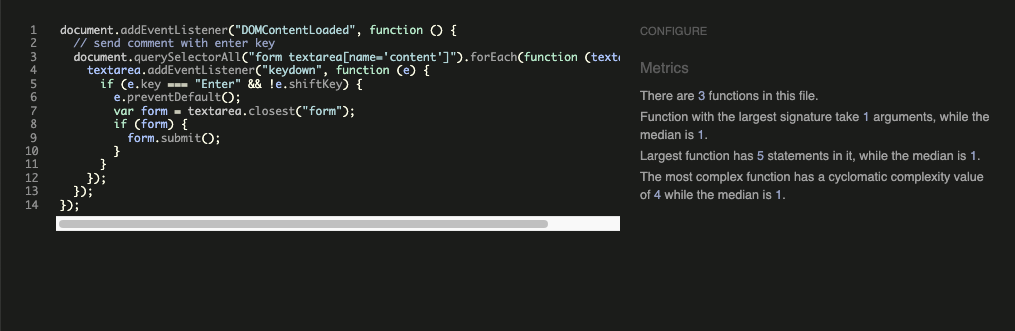 1 document.addEventListener("DOMContentLoaded", function () {
2 // send comment with enter key
3 document.querySelectorAll("form textarea[name='content']").forEach(function (texta
4 textarea.addEventListener("keydown", function (e) {
5 if (e.key === "Enter" && !e.shiftKey) {
6 e.preventDefault();
7 var form = textarea.closest("form");
8 if (form) {
9 form.submit();
10 }
11 }
12 });
13 });
14 });
CONFIGURE
Metrics
There are 3 functions in this file.
Function with the largest signature take 1 arguments, while the
median is 1.
Largest function has 5 statements in it, while the median is 1.
The most complex function has a cyclomatic complexity value
of 4 while the median is 1.